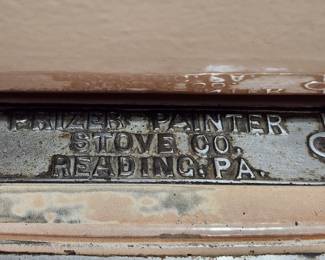 PRIZER PAINTER
STOVE CO.
READING, PA.